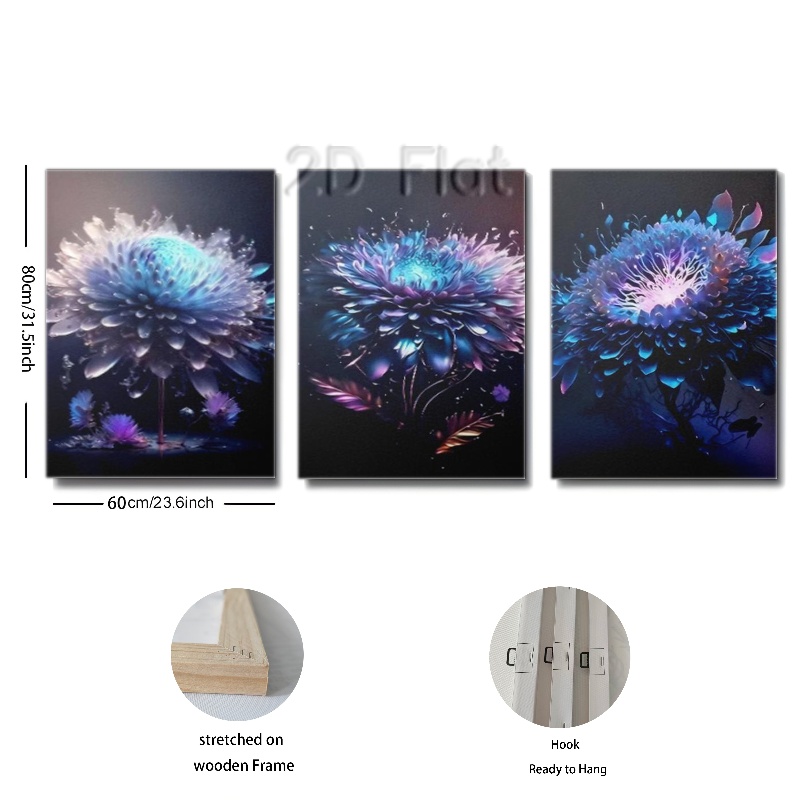 2D Flat
80cm/31.5inch
60cm/23.6inch
stretched on
wooden Frame
Hook
Ready to Hang